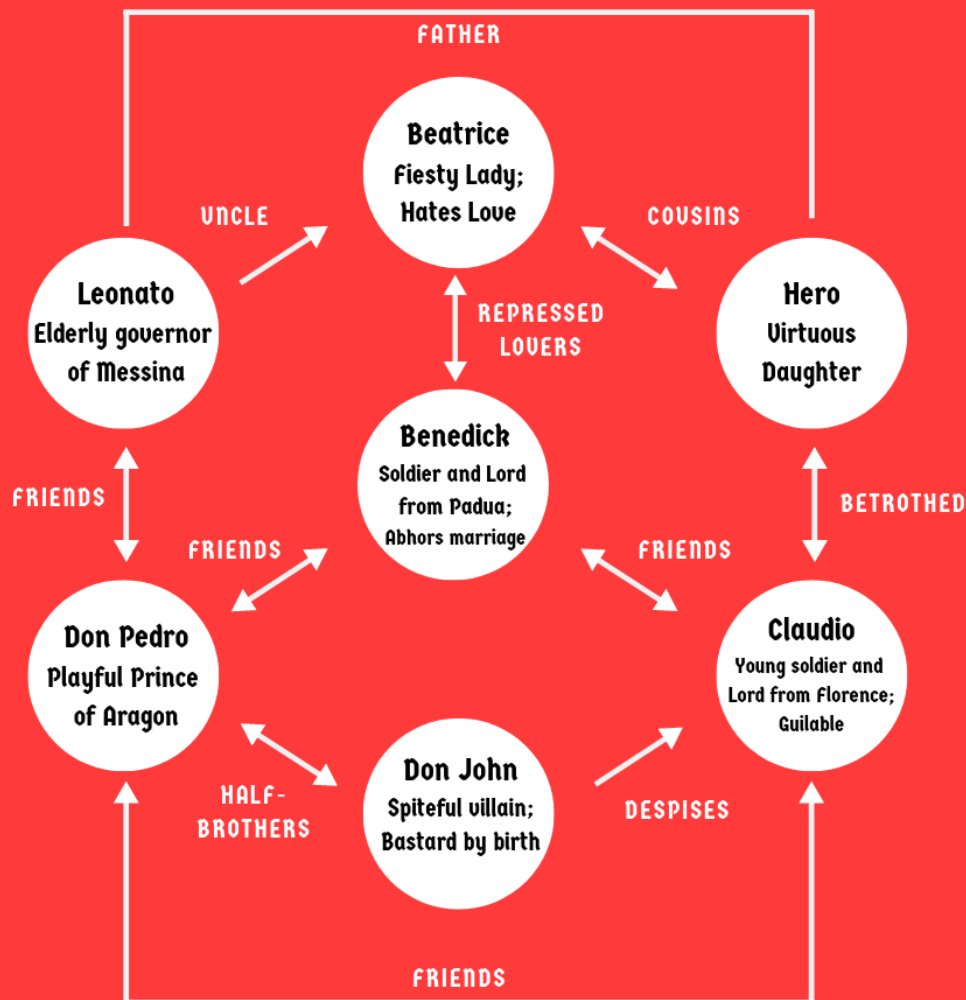 FATHER
Beatrice
Fiesty Lady;
Hates Love
UNCLE
COUSINS
Leonato
Elderly governor
of Messina
Hero
Virtuous
Daughter
REPRESSED
LOVERS
Benedick
Soldier and Lord
from Padua;
Abhors marriage
FRIENDS
BETROTHED
FRIENDS
FRIENDS
Don Pedro
Playful Prince
of Aragon
Claudio
Young soldier and
Lord from Florence;
Guilable
Don John
Spiteful villain;
Bastard by birth
HALF-
BROTHERS
DESPISES
FRIENDS